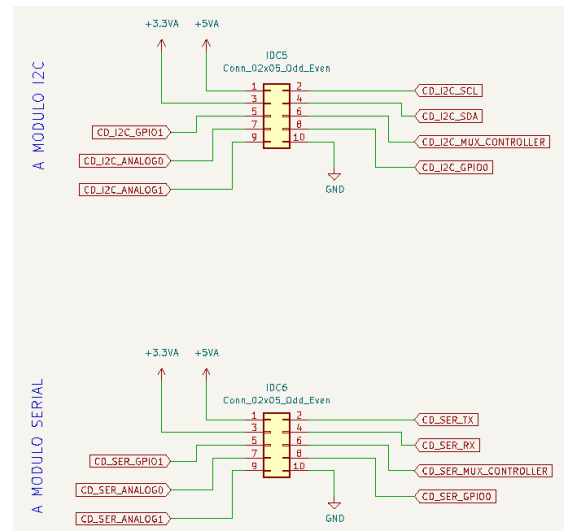 A MODULO I2C
+3.3VA +5VA
IDC5
Conn_02x05_Odd_Even
1 2 CD_I2C_SCL
3 4 CD_I2C_SDA
CD_I2C_GPIO1 5 6 CD_I2C_MUX_CONTROLLER
CD_I2C_ANALOG0 7 8 CD_I2C_GPIO0
CD_I2C_ANALOG1 9 10
GND
A MODULO SERIAL
+3.3VA +5VA
IDC6
Conn_02x05_Odd_Even
1 2 CD_SER_TX
3 4 CD_SER_RX
CD_SER_GPIO1 5 6 CD_SER_MUX_CONTROLLER
CD_SER_ANALOG0 7 8 CD_SER_GPIO0
CD_SER_ANALOG1 9 10
GND